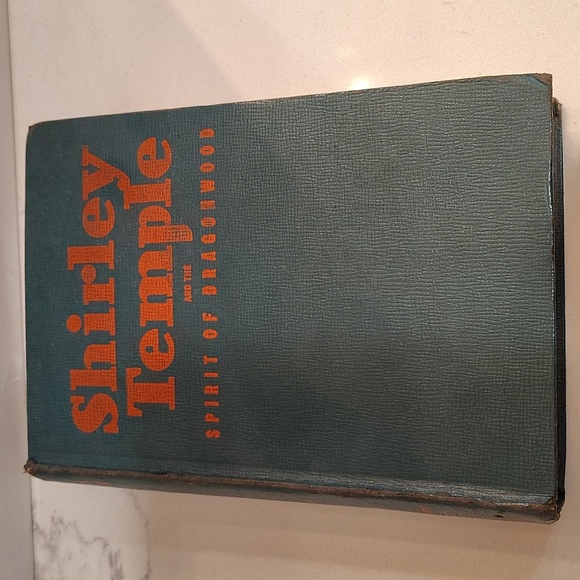 Shirley
Temple
AND THE
SPIRIT OF DRAGONWOOD